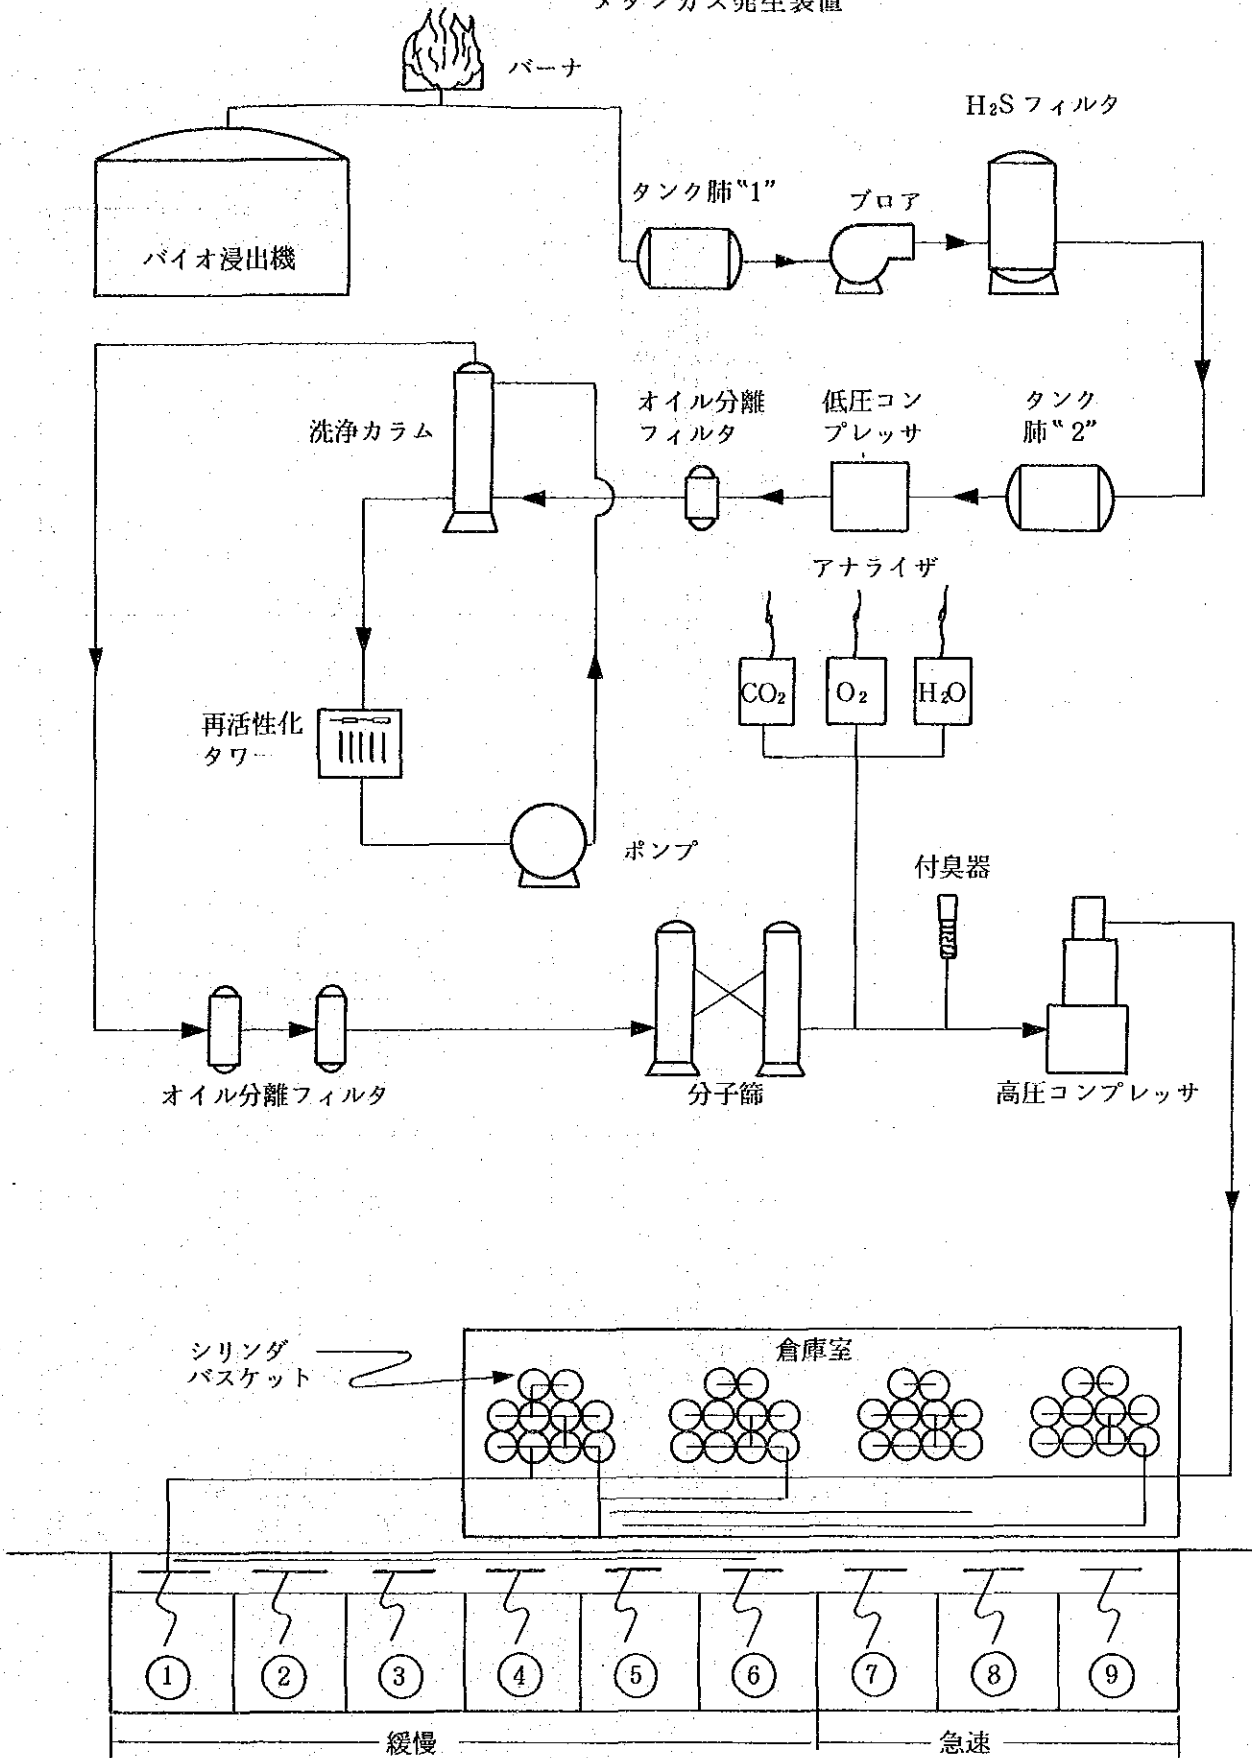 メタンガス発生装置
バーナ
H₂Sフィルタ
タンク肺〝1″
ブロア
バイオ浸出機
オイル分離
フィルタ
低圧コン
プレッサ
タンク
肺〝2″
洗浄カラム
アナライザ
CO₂
O₂
H₂O
再活性化
タワー
ポンプ
付臭器
オイル分離フィルタ
分子篩
高圧コンプレッサ
シリンダ
バスケット
倉庫室
① ② ③ ④ ⑤ ⑥ ⑦ ⑧ ⑨
緩慢
急速